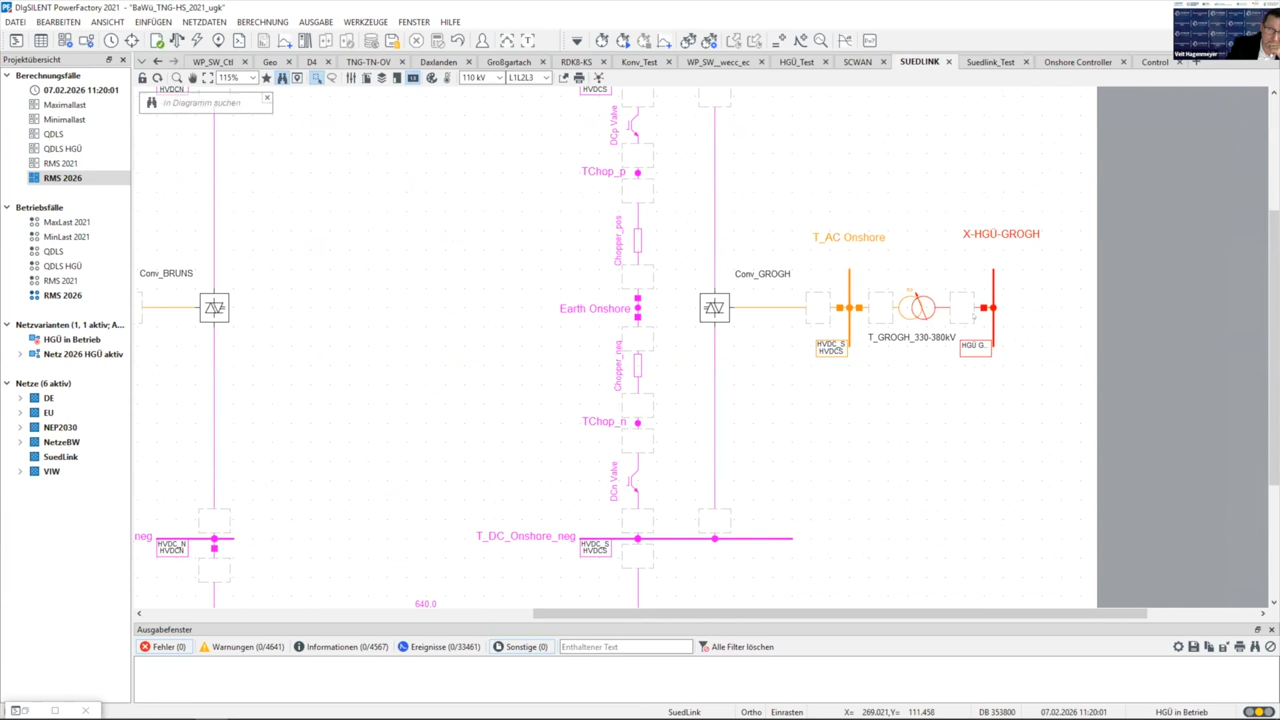 DIgSILENT PowerFactory 2021 - "BaWü_TNG-HS_2021_ugk"
DATEI BEARBEITEN ANSICHT EINFÜGEN NETZDATEN BERECHNUNG AUSGABE WERKZEUGE FENSTER HILFE
Veit Hagenmeyer
Projektübersicht
WP_SW_Ctl
Geo
Daxlanden
RDK8-KS
Konv_Test
WP_SW__wecc_ec
SCWAN
SUEDLINK
Suedlink_Test
Onshore Controller
Control
115%
110 kV
L1L2L3
In Diagramm suchen
Berechnungsfälle
07.02.2026 11:20:01
Maximallast
Minimallast
QDLS
QDLS HGÜ
RMS 2021
RMS 2026
Betriebsfälle
MaxLast 2021
MinLast 2021
QDLS
QDLS HGÜ
RMS 2021
RMS 2026
Netzvarianten (1, 1 aktiv; A...
HGÜ in Betrieb
Netz 2026 HGÜ aktiv
Netze (6 aktiv)
DE
EU
NEP2030
NetzeBW
SuedLink
VIW
HVDCN
HVDCS
DCp Valve
TChop_p
Chopper_pos
T_AC Onshore
X-HGÜ-GROGH
Conv_BRUNS
Conv_GROGH
Earth Onshore
T_GROGH_330-380kV
HVDC_S
HVDCS
HGÜ G..
Chopper_neg
TChop_n
DCn Valve
neg
T_DC_Onshore_neg
HVDC_N
HVDCN
HVDC_S
HVDCS
640.0
Ausgabefenster
Fehler (0)
Warnungen (0/4641)
Informationen (0/4567)
Ereignisse (0/33461)
Sonstige (0)
Enthaltener Text
Alle Filter löschen
SuedLink
Ortho
Einrasten
X= 269.021,Y= 111.458
DB 353800
07.02.2026 11:20:01
HGÜ in Betrieb